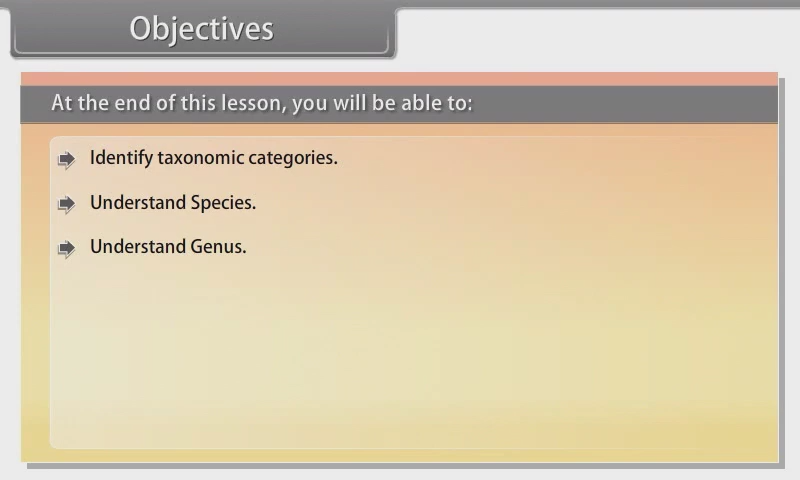 Objectives
At the end of this lesson, you will be able to:
Identify taxonomic categories.
Understand Species.
Understand Genus.